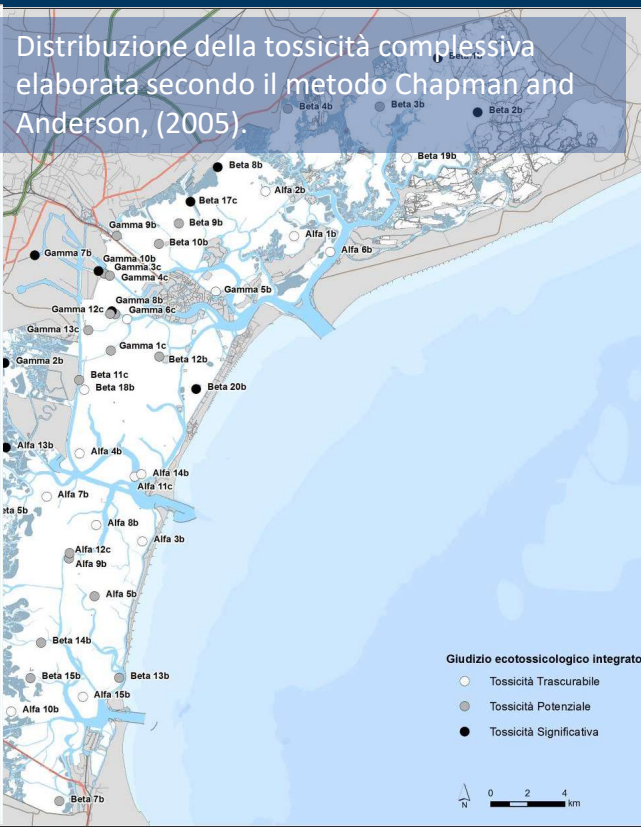 Distribuzione della tossicità complessiva
elaborata secondo il metodo Chapman and
Anderson, (2005).
Beta 4b
Beta 3b
Beta 2b
Beta 19b
Beta 8b
Alfa 2b
Beta 17c
Beta 9b
Gamma 9b
Beta 10b
Alfa 1b
Alfa 6b
Gamma 7b
Gamma 10b
Gamma 3c
Gamma 4c
Gamma 5b
Gamma 8b
Gamma 12c
Gamma 6c
Gamma 13c
Gamma 1c
Beta 12b
Gamma 2b
Beta 11c
Beta 18b
Beta 20b
Alfa 13b
Alfa 4b
Alfa 14b
Alfa 11c
Alfa 7b
eta 5b
Alfa 8b
Alfa 3b
Alfa 12c
Alfa 9b
Alfa 5b
Beta 14b
Beta 15b
Beta 13b
Alfa 15b
Alfa 10b
Beta 7b
Giudizio ecotossicologico integrato
Tossicità Trascurabile
Tossicità Potenziale
Tossicità Significativa
N
0 2 4
km